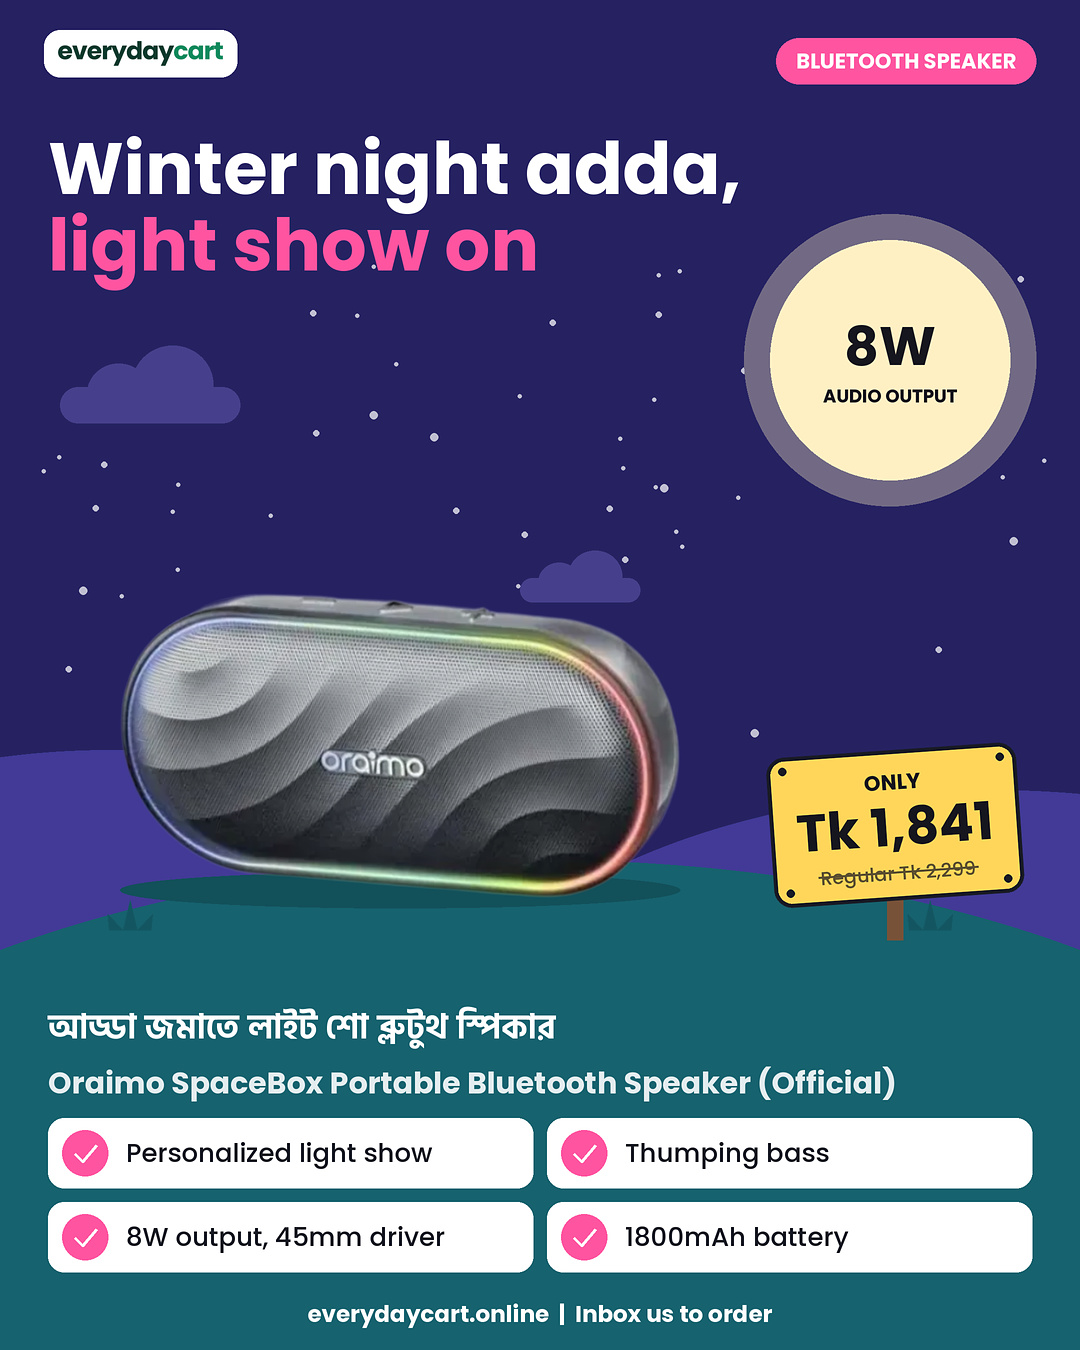 everydaycart
BLUETOOTH SPEAKER
Winter night adda,
light show on
8W
AUDIO OUTPUT
oraimo
ONLY
Tk 1,841
Regular Tk 2,299
আড্ডা জমাতে লাইট শো ব্লুটুথ স্পিকার
Oraimo SpaceBox Portable Bluetooth Speaker (Official)
Personalized light show
Thumping bass
8W output, 45mm driver
1800mAh battery
everydaycart.online | Inbox us to order